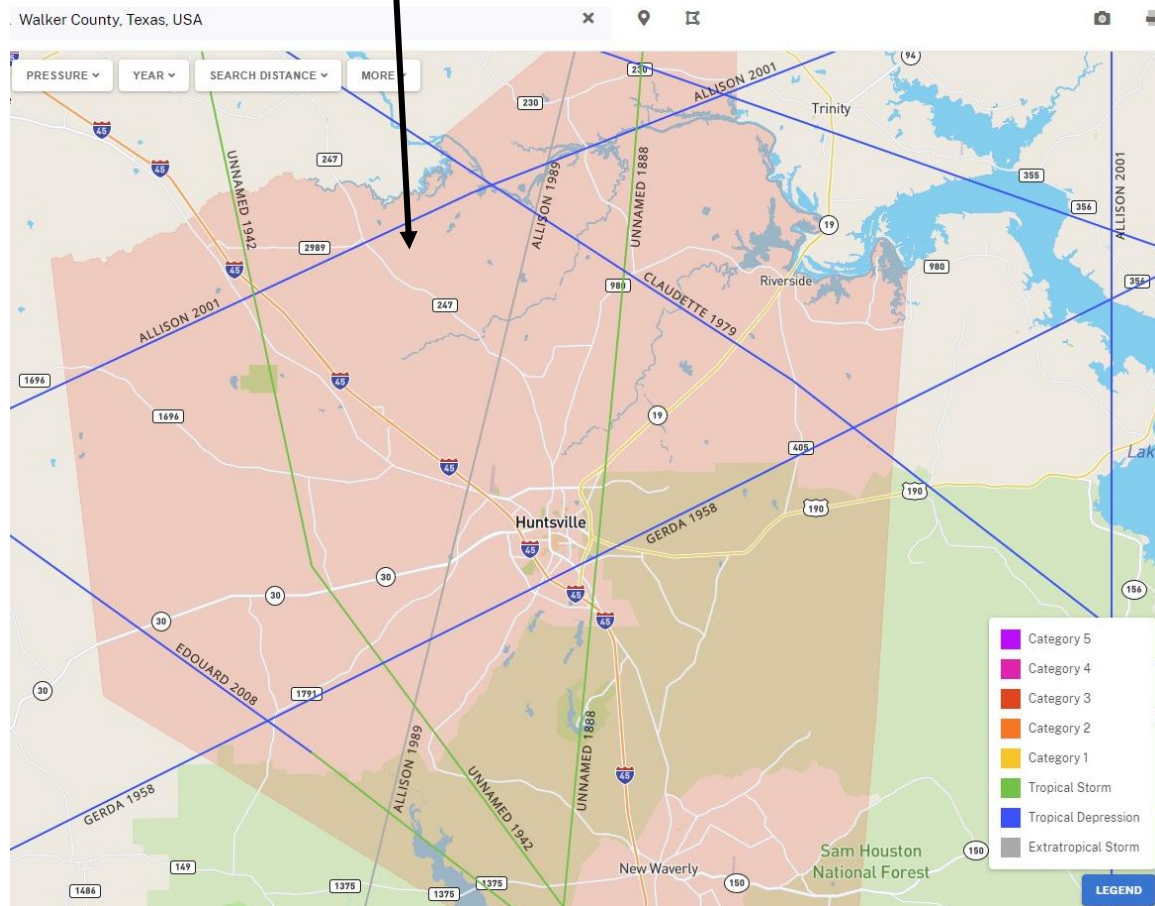 Walker County, Texas, USA
PRESSURE
YEAR
SEARCH DISTANCE
MORE
94
230
ALLISON 2001
230
Trinity
45
UNNAMED 1942
247
ALLISON 1989
UNNAMED 1888
355
356
ALLISON 2001
45
19
2989
45
980
Riverside
980
356
247
CLAUDETTE 1979
ALLISON 2001
1696
45
1696
19
405
Lak
45
190
190
Huntsville
GERDA 1958
45
30
30
45
156
30
45
EDOUARD 2008
30
1791
UNNAMED 1888
ALLISON 1989
UNNAMED 1942
45
GERDA 1958
149
New Waverly
Sam Houston
National Forest
150
150
1486
1375
1375
1375
Category 5
Category 4
Category 3
Category 2
Category 1
Tropical Storm
Tropical Depression
Extratropical Storm
LEGEND